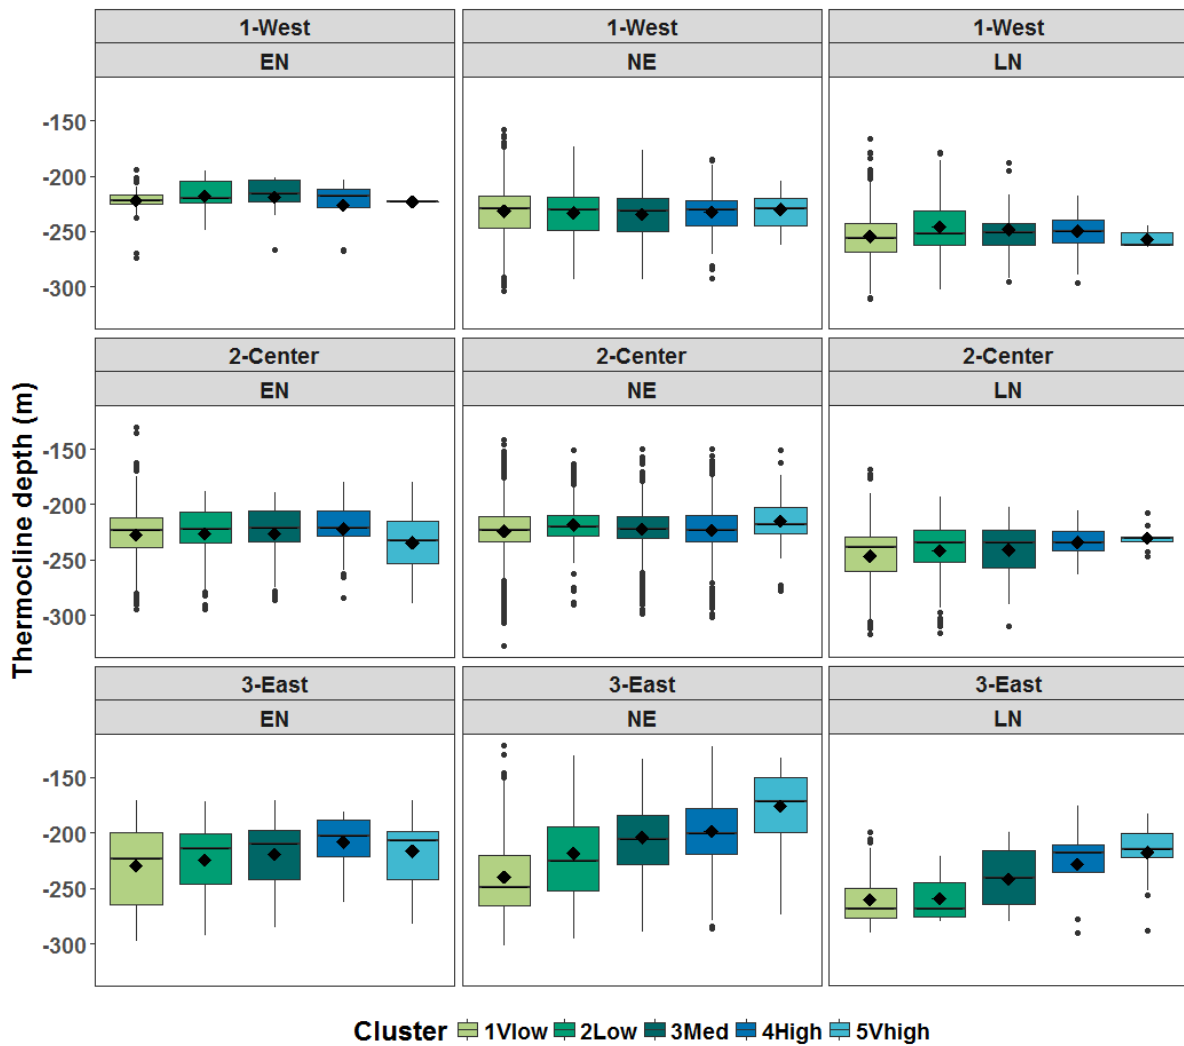 1-West 1-West 1-West
EN NE LN
-150
-200
-250
-300
2-Center 2-Center 2-Center
EN NE LN
-150
-200
-250
-300
3-East 3-East 3-East
EN NE LN
-150
-200
-250
-300
Thermocline depth (m)
Cluster 1Vlow 2Low 3Med 4High 5Vhigh